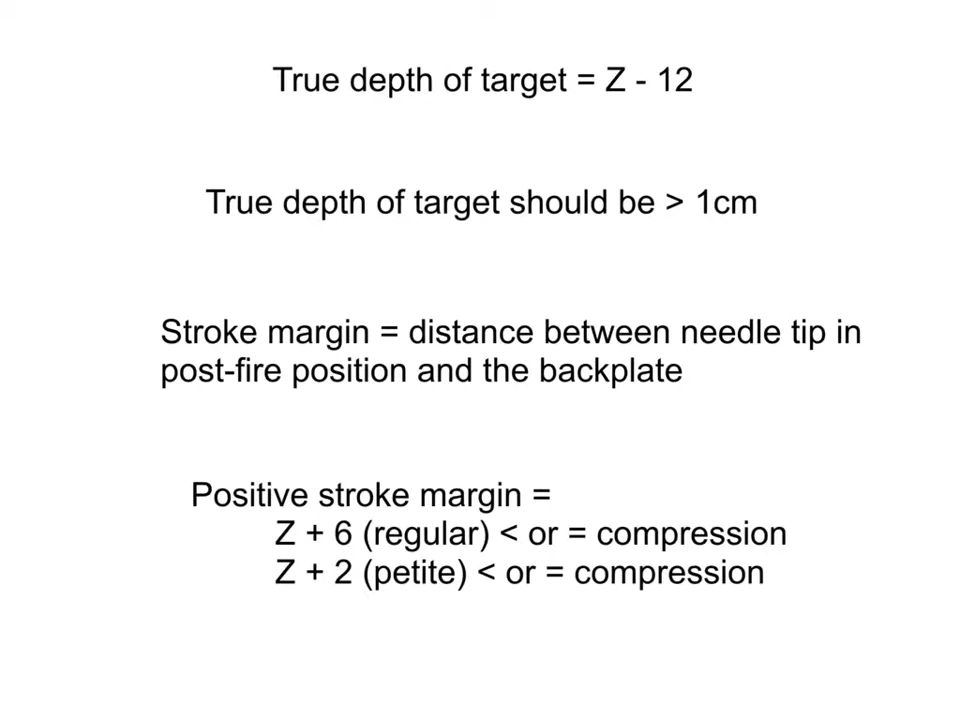 True depth of target = Z - 12
True depth of target should be > 1cm
Stroke margin = distance between needle tip in
post-fire position and the backplate
Positive stroke margin =
Z + 6 (regular) < or = compression
Z + 2 (petite) < or = compression